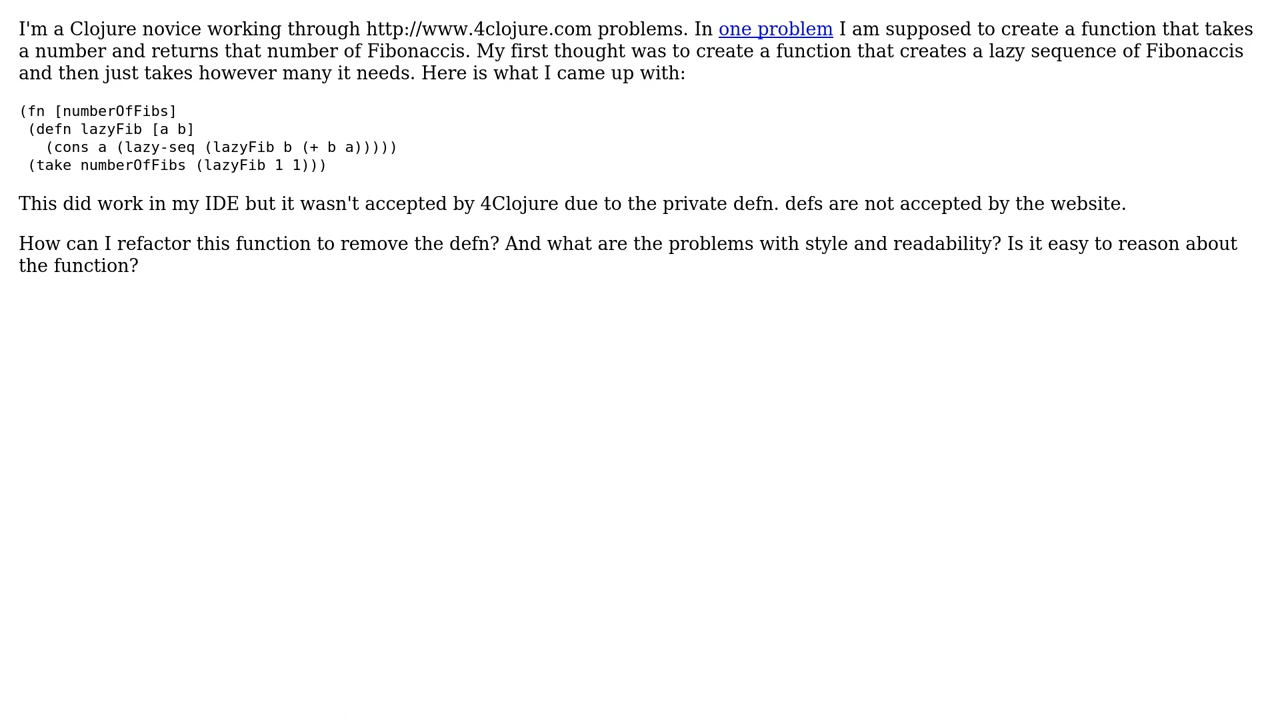 I'm a Clojure novice working through http://www.4clojure.com problems. In one problem I am supposed to create a function that takes
a number and returns that number of Fibonaccis. My first thought was to create a function that creates a lazy sequence of Fibonaccis
and then just takes however many it needs. Here is what I came up with:
(fn [numberOfFibs]
 (defn lazyFib [a b]
   (cons a (lazy-seq (lazyFib b (+ b a)))))
 (take numberOfFibs (lazyFib 1 1)))
This did work in my IDE but it wasn't accepted by 4Clojure due to the private defn. defs are not accepted by the website.
How can I refactor this function to remove the defn? And what are the problems with style and readability? Is it easy to reason about
the function?